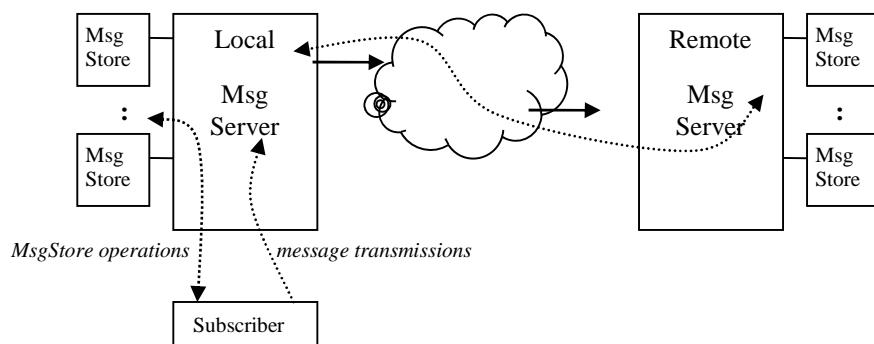 Msg
Store
:
Msg
Store
Local
Msg
Server
MsgStore operations
message transmissions
Subscriber
Remote
Msg
Server
Msg
Store
:
Msg
Store